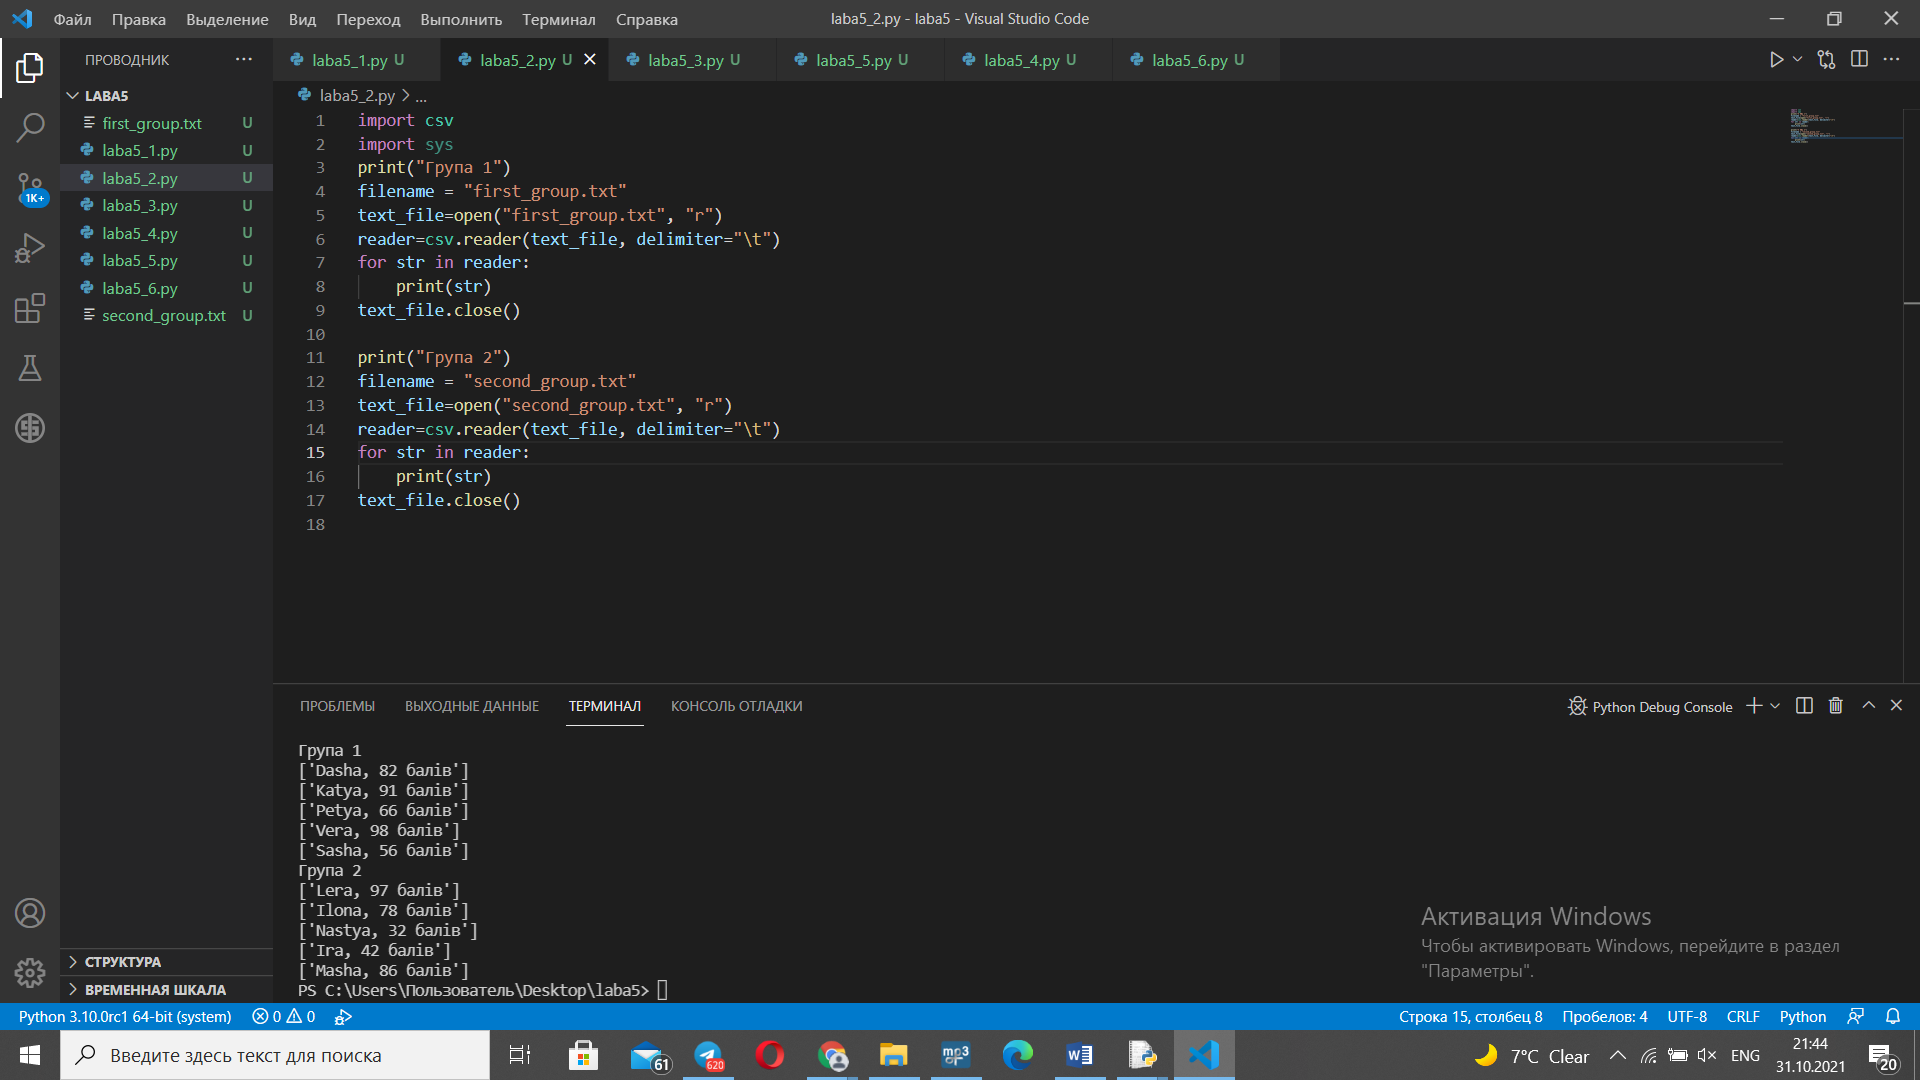 Файл Правка Выделение Вид Переход Выполнить Терминал Справка
laba5_2.py - laba5 - Visual Studio Code
ПРОВОДНИК ...
LABA5
first_group.txt U
laba5_1.py U
laba5_2.py U
laba5_3.py U
laba5_4.py U
laba5_5.py U
laba5_6.py U
second_group.txt U
1K+
СТРУКТУРА
ВРЕМЕННАЯ ШКАЛА
laba5_1.py U laba5_2.py U laba5_3.py U laba5_5.py U laba5_4.py U laba5_6.py U
laba5_2.py > ...
1 import csv
2 import sys
3 print("Група 1")
4 filename = "first_group.txt"
5 text_file=open("first_group.txt", "r")
6 reader=csv.reader(text_file, delimiter="\t")
7 for str in reader:
8 print(str)
9 text_file.close()
10
11 print("Група 2")
12 filename = "second_group.txt"
13 text_file=open("second_group.txt", "r")
14 reader=csv.reader(text_file, delimiter="\t")
15 for str in reader:
16 print(str)
17 text_file.close()
18
ПРОБЛЕМЫ ВЫХОДНЫЕ ДАННЫЕ ТЕРМИНАЛ КОНСОЛЬ ОТЛАДКИ
Python Debug Console
Група 1
['Dasha, 82 балів']
['Katya, 91 балів']
['Petya, 66 балів']
['Vera, 98 балів']
['Sasha, 56 балів']
Група 2
['Lera, 97 балів']
['Ilona, 78 балів']
['Nastya, 32 балів']
['Ira, 42 балів']
['Masha, 86 балів']
PS C:\Users\Пользователь\Desktop\laba5>
Активация Windows
Чтобы активировать Windows, перейдите в раздел
"Параметры".
Python 3.10.0rc1 64-bit (system) 0 0
Строка 15, столбец 8 Пробелов: 4 UTF-8 CRLF Python
Введите здесь текст для поиска
61
620
mp3
7°C Clear
ENG
21:44
31.10.2021
20